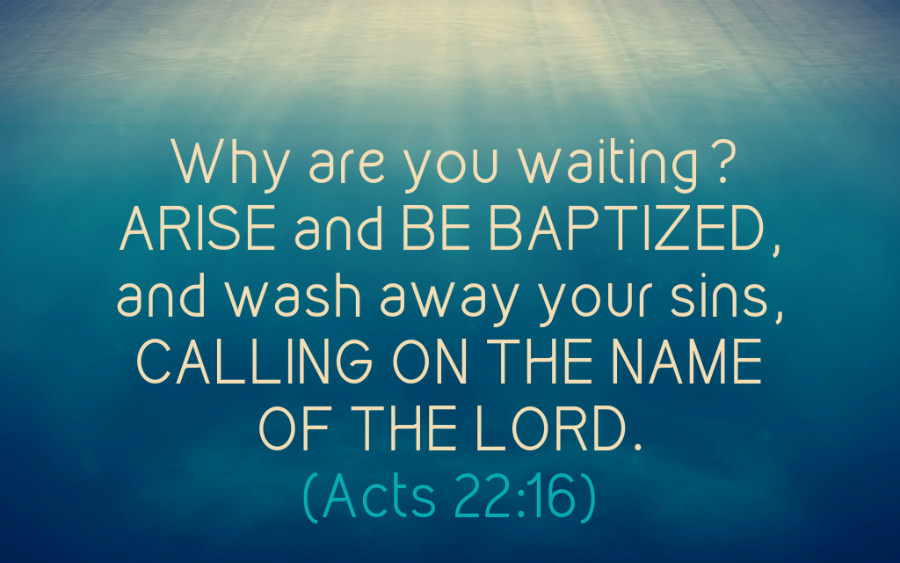 Why are you waiting?
ARISE and BE BAPTIZED,
and wash away your sins,
CALLING ON THE NAME
OF THE LORD.
(Acts 22:16)